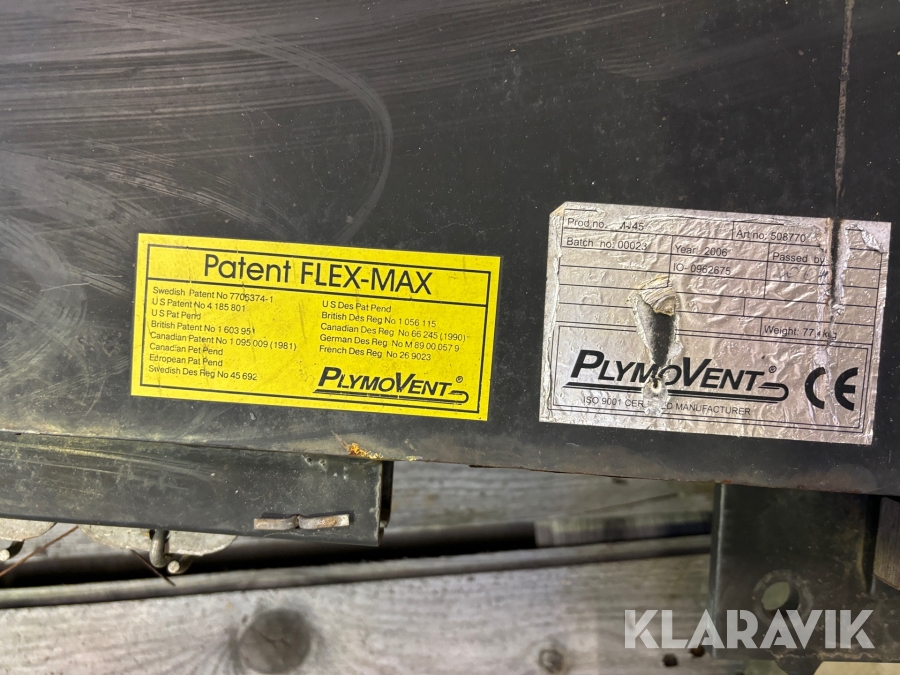 Patent FLEX-MAX
Swedish Patent No 7706374-1
U S Patent No 4 185 801
U S Pat Pend
British Patent No 1 603 951
Canadian Patent No 1 095 009 (1981)
Canadian Pet Pend
Edropean Pat Pend
Swedish Des Reg No 45 692
U S Des Pat Pend
British Des Reg No 1 056 115
Canadian Des Reg No 66 245 (1990)
German Des Reg No M 89 00 057 9
French Des Reg No 26 9023
PLYMOVENT®
Prod.no. Art.no. 508770
Batch no. 00023 Year 2006 Passed by
IO- 0962675
Weight: kg
PLYMOVENT®
CE
ISO 9001 MANUFACTURER
KLARAVIK